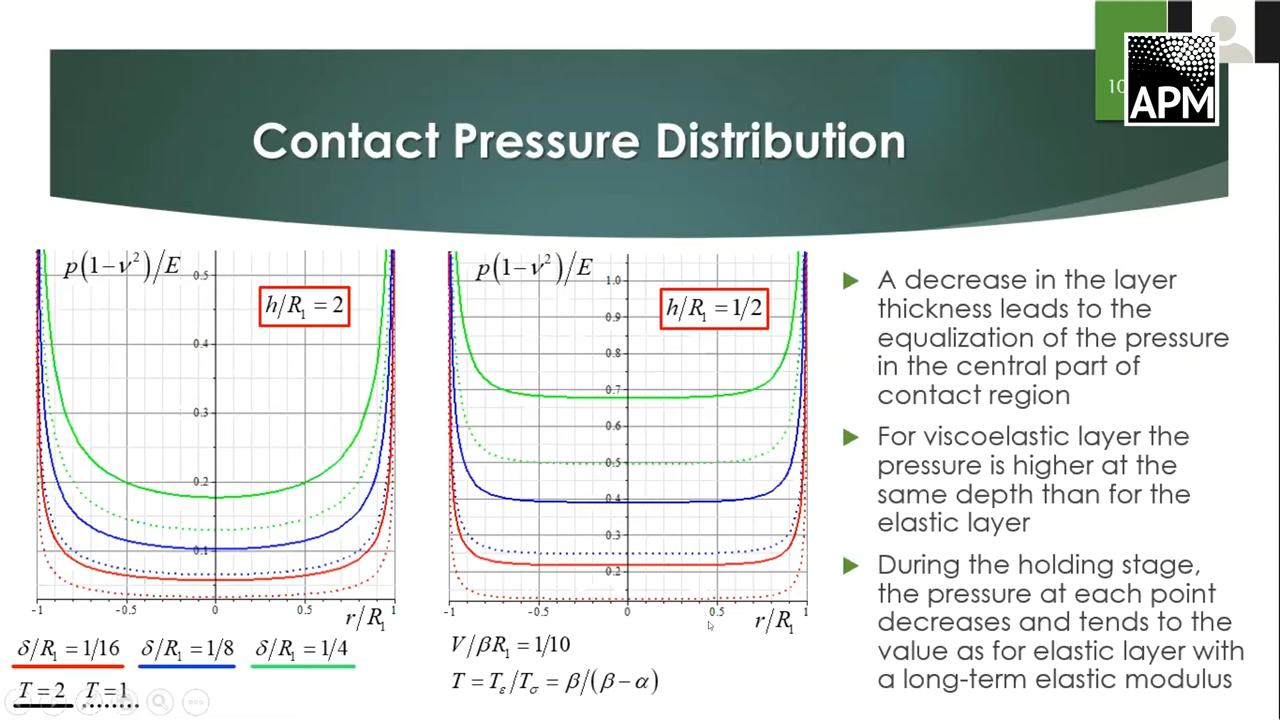 10
APM
Contact Pressure Distribution
p(1−ν²)/E
h/R₁ = 2
0.5
0.4
0.3
0.2
0.1
-1
-0.5
0
0.5
1
r/R₁
p(1−ν²)/E
h/R₁ = 1/2
1.0
0.9
0.8
0.7
0.6
0.5
0.4
0.3
0.2
-1
-0.5
0
0.5
1
r/R₁
δ/R₁ = 1/16 δ/R₁ = 1/8 δ/R₁ = 1/4
T = 2 T = 1
V/βR₁ = 1/10
T = Tε/Tσ = β/(β − α)
A decrease in the layer
thickness leads to the
equalization of the pressure
in the central part of
contact region
For viscoelastic layer the
pressure is higher at the
same depth than for the
elastic layer
During the holding stage,
the pressure at each point
decreases and tends to the
value as for elastic layer with
a long-term elastic modulus